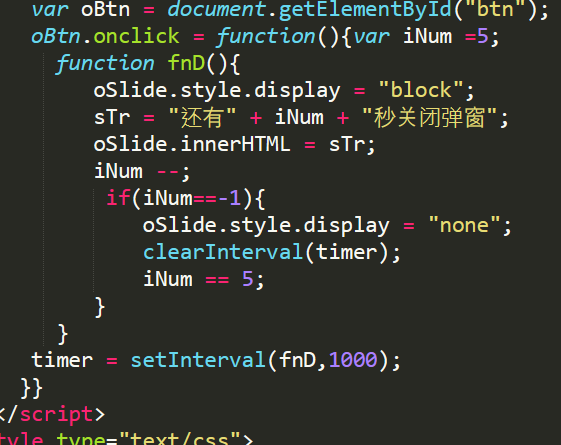 var oBtn = document.getElementById("btn");
oBtn.onclick = function(){var iNum =5;
function fnD(){
oSlide.style.display = "block";
sTr = "还有" + iNum + "秒关闭弹窗";
oSlide.innerHTML = sTr;
iNum --;
if(iNum==-1){
oSlide.style.display = "none";
clearInterval(timer);
iNum == 5;
}
}
timer = setInterval(fnD,1000);
}}
</script>
tyle type="text/css">